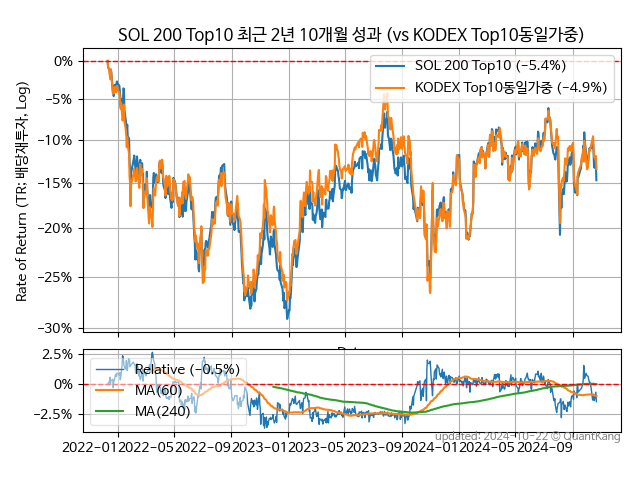 SOL 200 Top10 최근 2년 10개월 성과 (vs KODEX Top10동일가중)
Rate of Return (TR: 배당재투자, Log)
0%
−5%
−10%
−15%
−20%
−25%
−30%
SOL 200 Top10 (−5.4%)
KODEX Top10동일가중 (−4.9%)
2.5%
0%
−2.5%
Relative (−0.5%)
MA(60)
MA(240)
2022−01
2022−05
2022−09
2023−01
2023−05
2023−09
2024−01
2024−05
2024−09
updated: 2024−10−22 © QuantKang